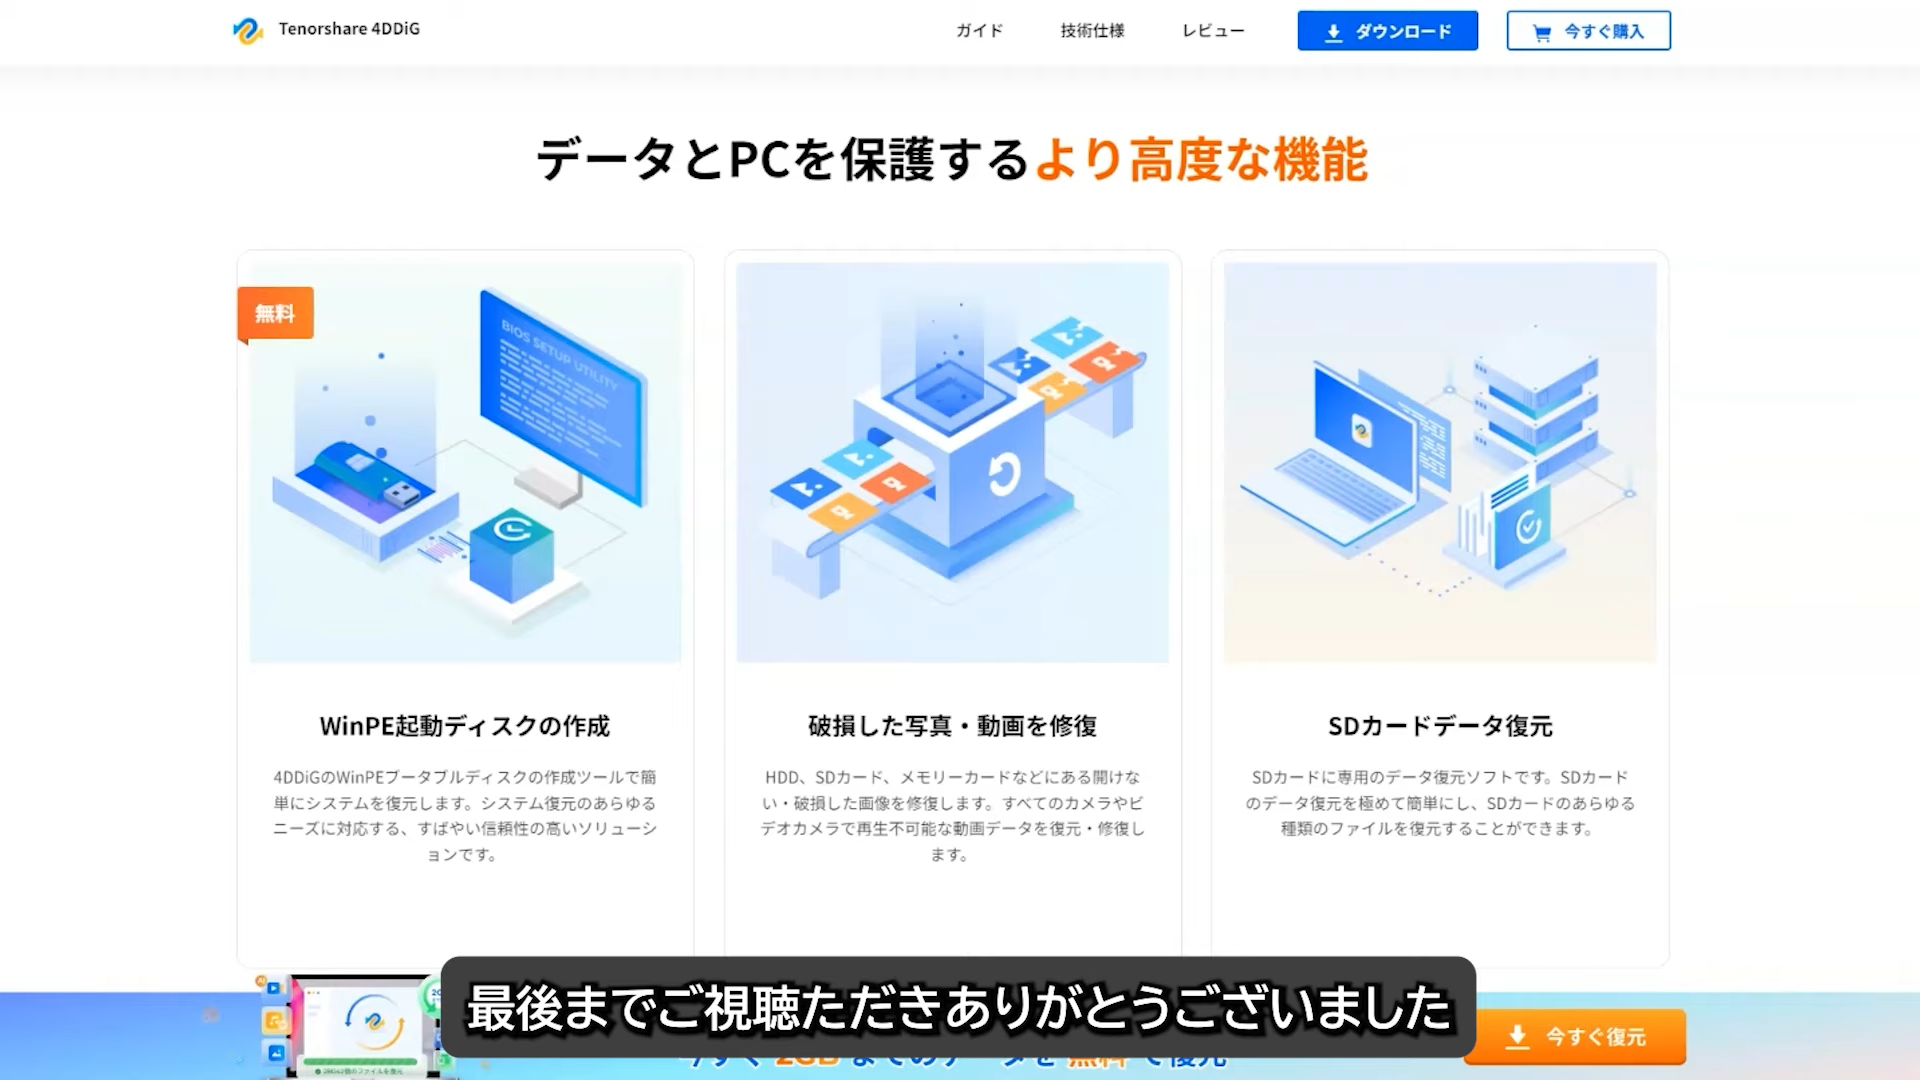 Tenorshare 4DDiG
ガイド
技術仕様
レビュー
ダウンロード
今すぐ購入
データとPCを保護するより高度な機能
無料
BIOS SETUP UTILITY
WinPE起動ディスクの作成
4DDiGのWinPEブータブルディスクの作成ツールで簡
単にシステムを復元します。システム復元のあらゆる
ニーズに対応する、すばやい信頼性の高いソリューシ
ョンです。
破損した写真・動画を修復
HDD、SDカード、メモリーカードなどにある開けな
い・破損した画像を修復します。すべてのカメラやビ
デオカメラで再生不可能な動画データを復元・修復し
ます。
SDカードデータ復元
SDカードに専用のデータ復元ソフトです。SDカード
のデータ復元を極めて簡単にし、SDカードのあらゆる
種類のファイルを復元することができます。
最後までご視聴ただきありがとうございました
今すぐ 2GB までのデータを 無料 で復元
今すぐ復元